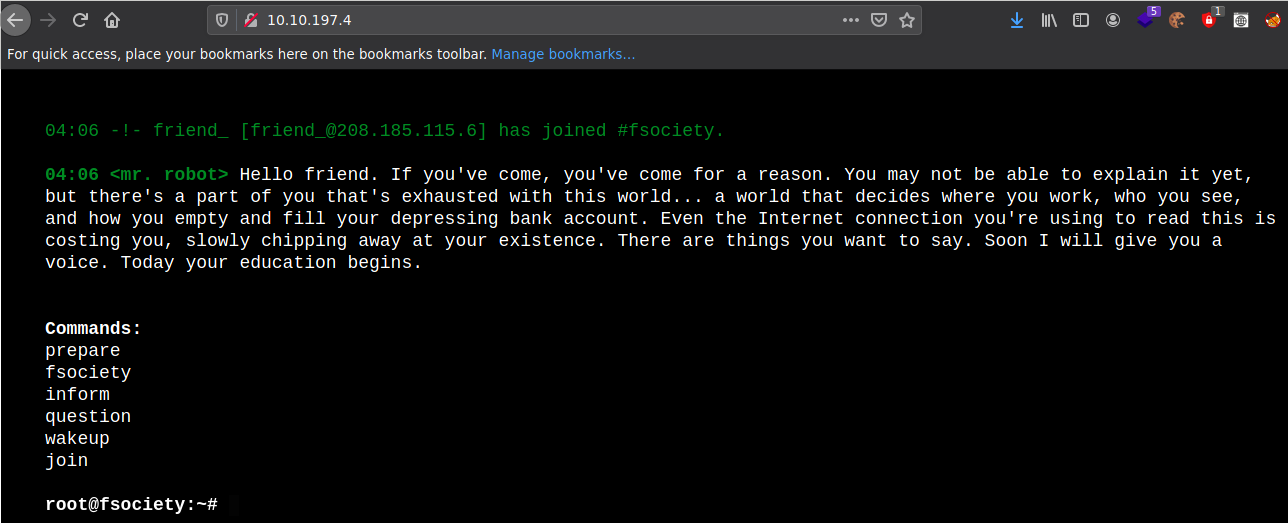 10.10.197.4
5
1
For quick access, place your bookmarks here on the bookmarks toolbar. Manage bookmarks...
04:06 -!- friend_ [friend_@208.185.115.6] has joined #fsociety.
04:06 <mr. robot> Hello friend. If you've come, you've come for a reason. You may not be able to explain it yet,
but there's a part of you that's exhausted with this world... a world that decides where you work, who you see,
and how you empty and fill your depressing bank account. Even the Internet connection you're using to read this is
costing you, slowly chipping away at your existence. There are things you want to say. Soon I will give you a
voice. Today your education begins.
Commands:
prepare
fsociety
inform
question
wakeup
join
root@fsociety:~#